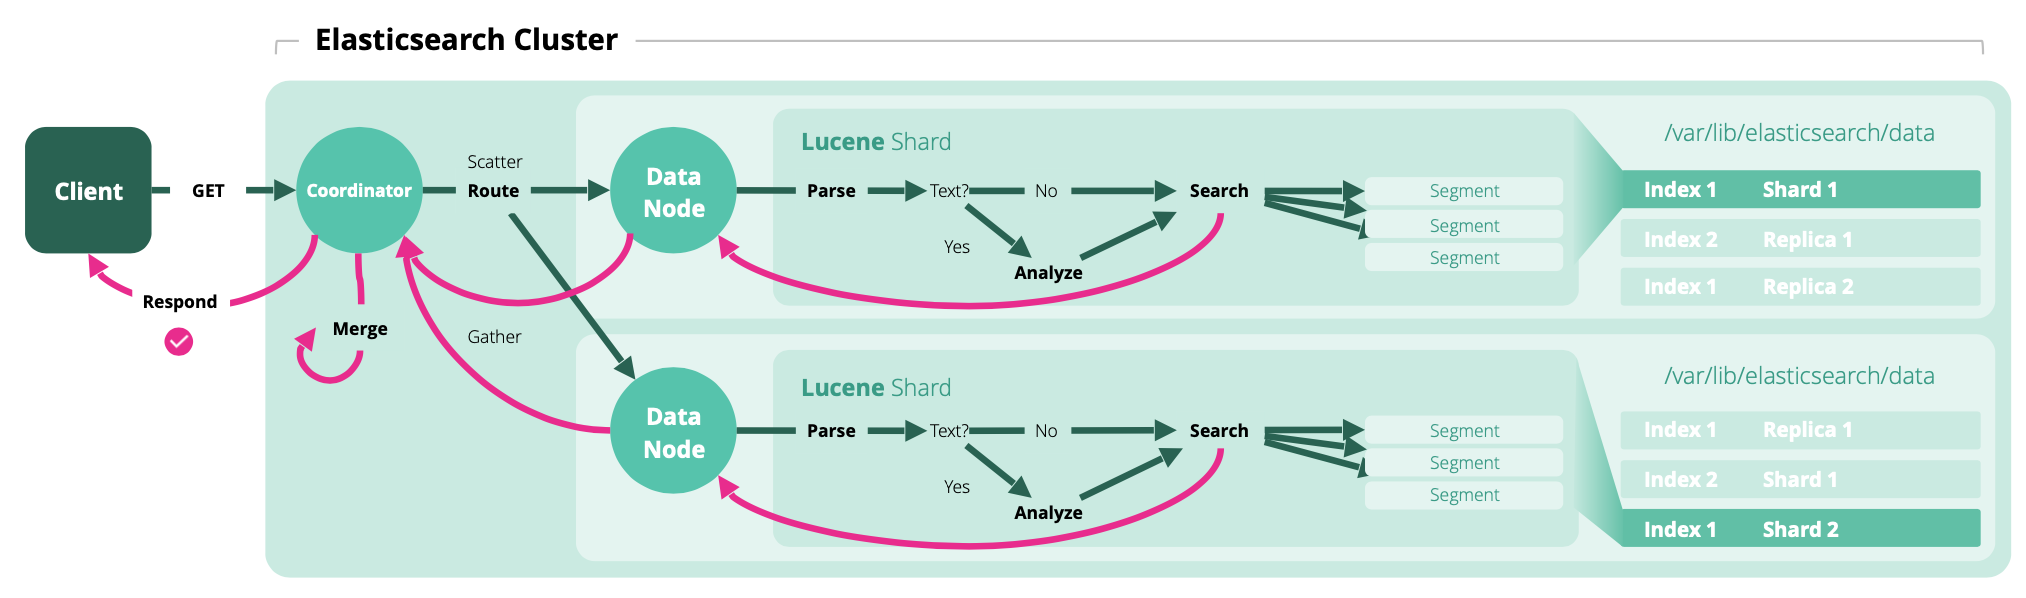 Elasticsearch Cluster
Client
GET
Coordinator
Scatter
Route
Respond
Merge
Gather
Data
Node
Lucene Shard
Parse
Text?
No
Yes
Analyze
Search
Segment
Segment
Segment
/var/lib/elasticsearch/data
Index 1 Shard 1
Index 2 Replica 1
Index 1 Replica 2
Data
Node
Lucene Shard
Parse
Text?
No
Yes
Analyze
Search
Segment
Segment
Segment
/var/lib/elasticsearch/data
Index 1 Replica 1
Index 2 Shard 1
Index 1 Shard 2